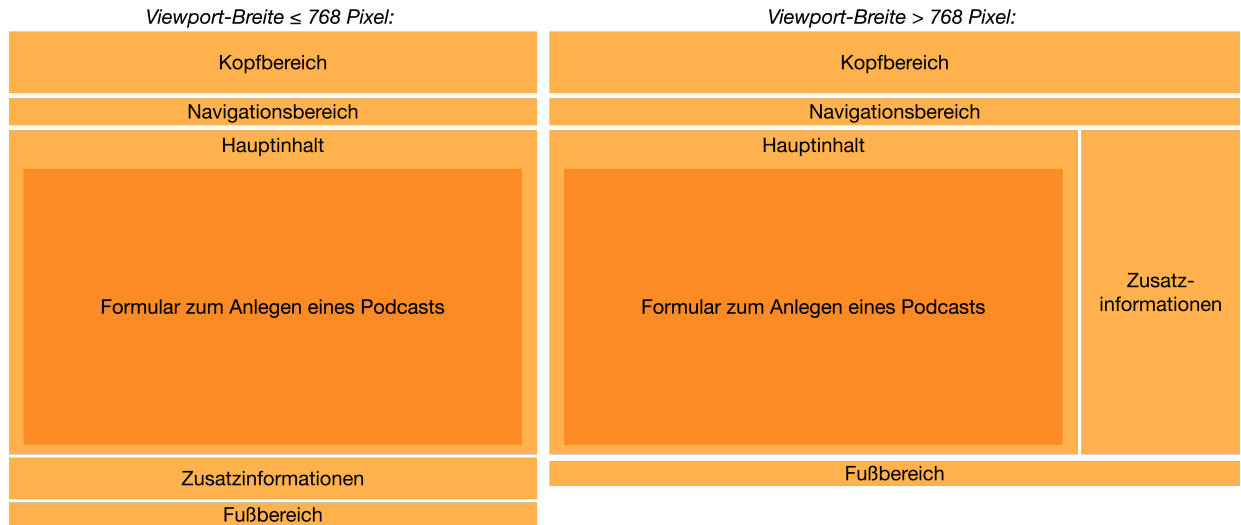 Viewport-Breite ≤ 768 Pixel:
Kopfbereich
Navigationsbereich
Hauptinhalt
Formular zum Anlegen eines Podcasts
Zusatzinformationen
Fußbereich
Viewport-Breite > 768 Pixel:
Kopfbereich
Navigationsbereich
Hauptinhalt
Formular zum Anlegen eines Podcasts
Zusatz-
informationen
Fußbereich